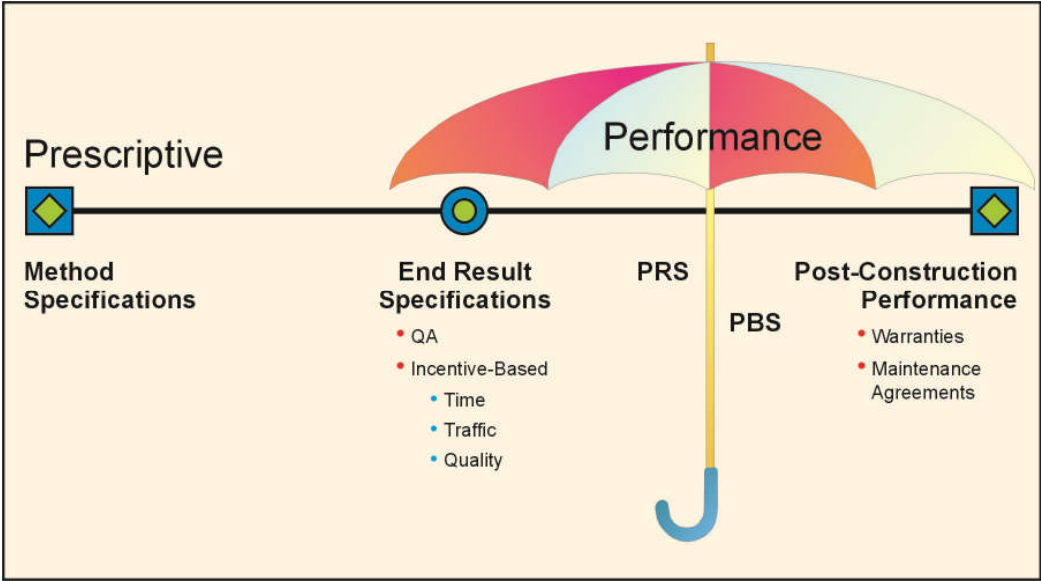 Prescriptive
Performance
Method
Specifications
End Result
Specifications
• QA
• Incentive-Based
• Time
• Traffic
• Quality
PRS
PBS
Post-Construction
Performance
• Warranties
• Maintenance
Agreements